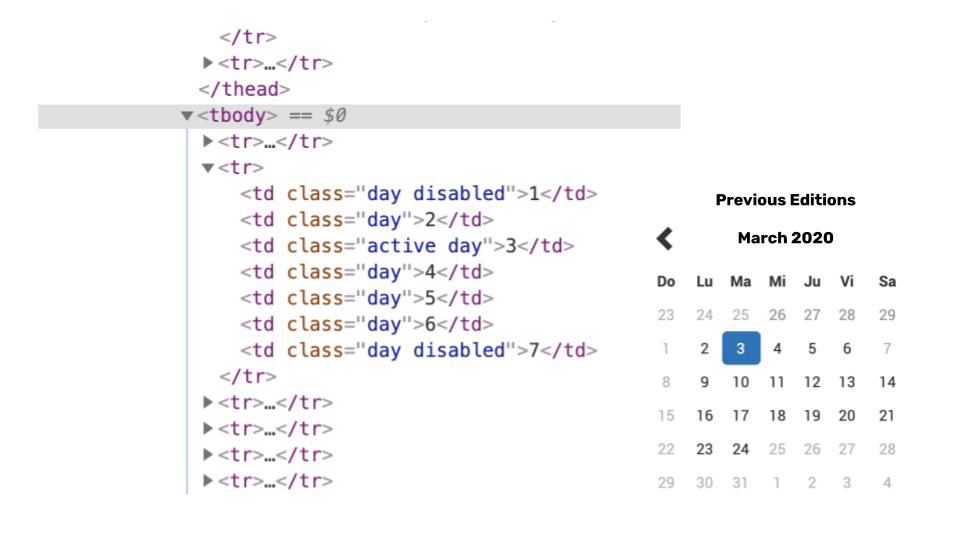 </tr>
<tr>…</tr>
</thead>
<tbody> == $0
<tr>…</tr>
<tr>
<td class="day disabled">1</td>
<td class="day">2</td>
<td class="active day">3</td>
<td class="day">4</td>
<td class="day">5</td>
<td class="day">6</td>
<td class="day disabled">7</td>
</tr>
<tr>…</tr>
<tr>…</tr>
<tr>…</tr>
<tr>…</tr>
Previous Editions
March 2020
Do Lu Ma Mi Ju Vi Sa
23 24 25 26 27 28 29
1 2 3 4 5 6 7
8 9 10 11 12 13 14
15 16 17 18 19 20 21
22 23 24 25 26 27 28
29 30 31 1 2 3 4